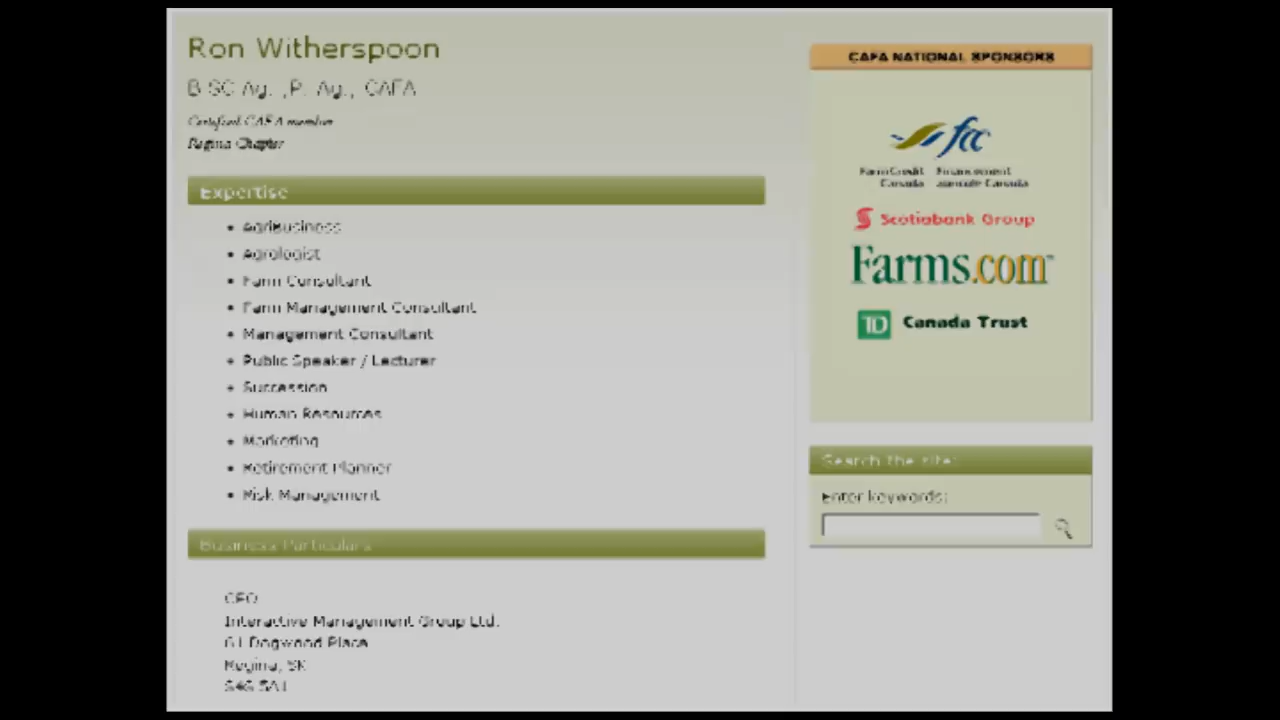 Ron Witherspoon
B.SC Ag. ,P. Ag., CAFA
Certified CAFA member
Regina Chapter
Expertise
AgriBusiness
Agrologist
Farm Consultant
Farm Management Consultant
Management Consultant
Public Speaker / Lecturer
Succession
Human Resources
Marketing
Retirement Planner
Risk Management
Business Particulars
CEO
Interactive Management Group Ltd.
61 Dogwood Place
Regina, SK
CAFA NATIONAL SPONSORS
fcc
Farm Credit Financement
Canada agricole Canada
Scotiabank Group
Farms.com
TD Canada Trust
Search the site:
Enter keywords: